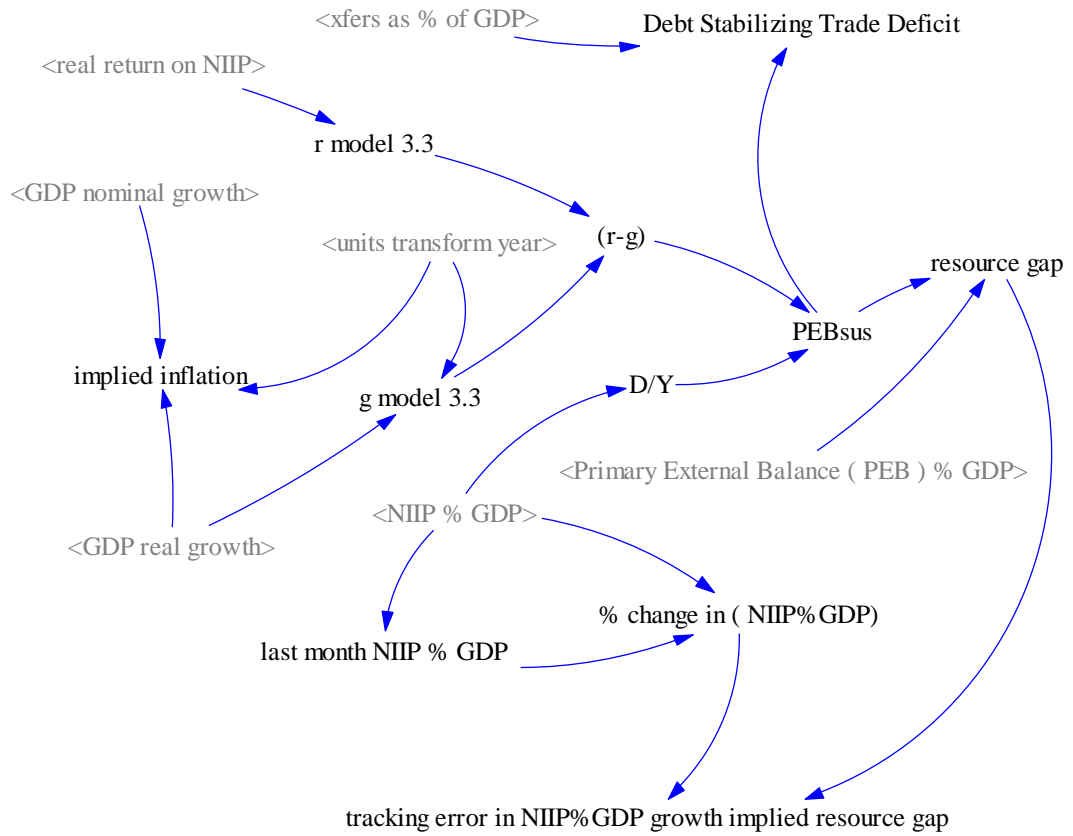 <xfers as % of GDP>
Debt Stabilizing Trade Deficit
<real return on NIIP>
r model 3.3
<GDP nominal growth>
<units transform year>
(r-g)
resource gap
PEBsus
implied inflation
g model 3.3
D/Y
<Primary External Balance ( PEB ) % GDP>
<NIIP % GDP>
<GDP real growth>
% change in ( NIIP%GDP)
last month NIIP % GDP
tracking error in NIIP%GDP growth implied resource gap